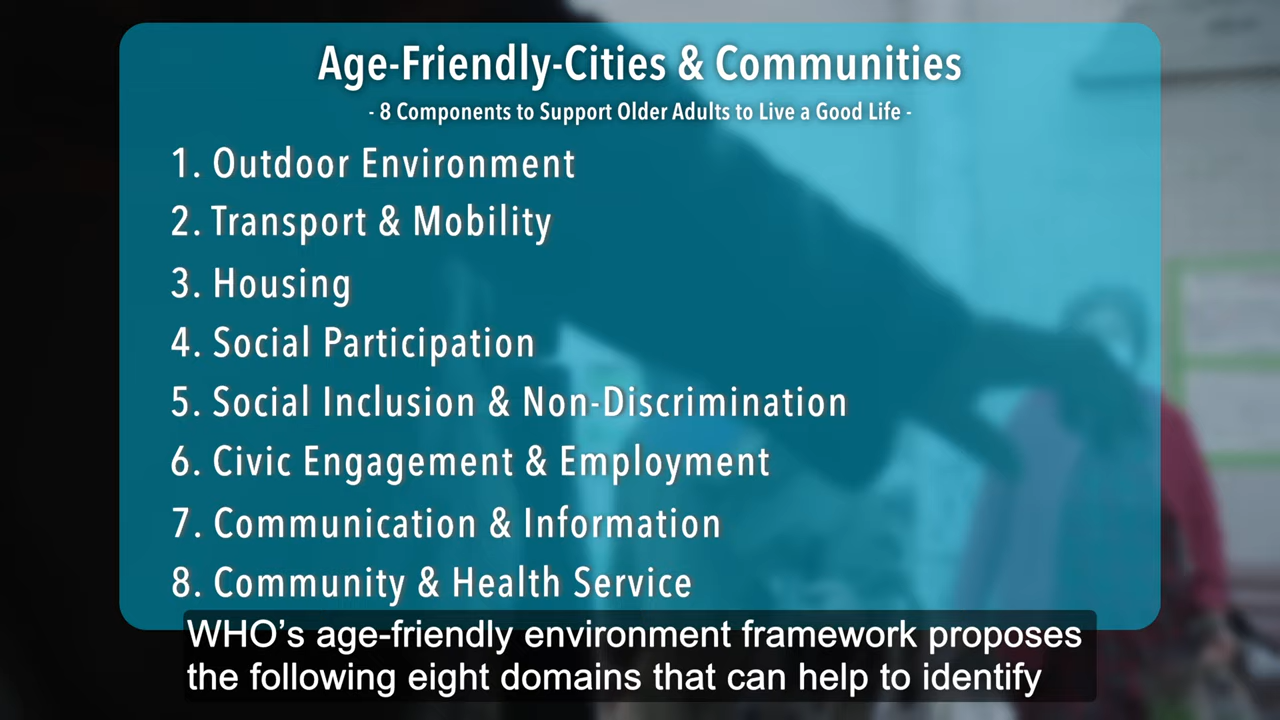 Age-Friendly-Cities & Communities
- 8 Components to Support Older Adults to Live a Good Life -
1. Outdoor Environment
2. Transport & Mobility
3. Housing
4. Social Participation
5. Social Inclusion & Non-Discrimination
6. Civic Engagement & Employment
7. Communication & Information
8. Community & Health Service
WHO’s age-friendly environment framework proposes
the following eight domains that can help to identify